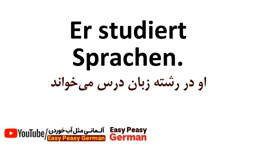 Er studiert
Sprachen.
او در رشته زبان درس می‌خواند
YouTube/آلمانی مثل آب خوردن
Easy Peasy German
Easy Peasy
German